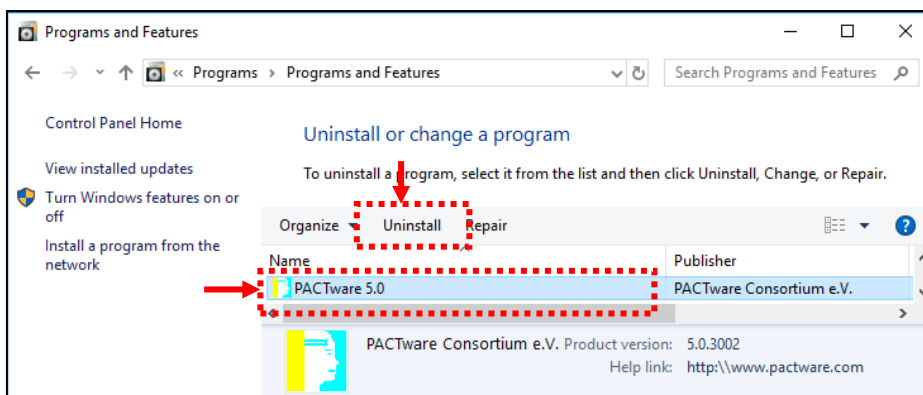 Programs and Features
« Programs > Programs and Features
Search Programs and Features
Control Panel Home
View installed updates
Turn Windows features on or
off
Install a program from the
network
Uninstall or change a program
To uninstall a program, select it from the list and then click Uninstall, Change, or Repair.
Organize Uninstall Repair
Name Publisher
PACTware 5.0 PACTware Consortium e.V.
PACTware Consortium e.V. Product version: 5.0.3002
Help link: http:\\www.pactware.com